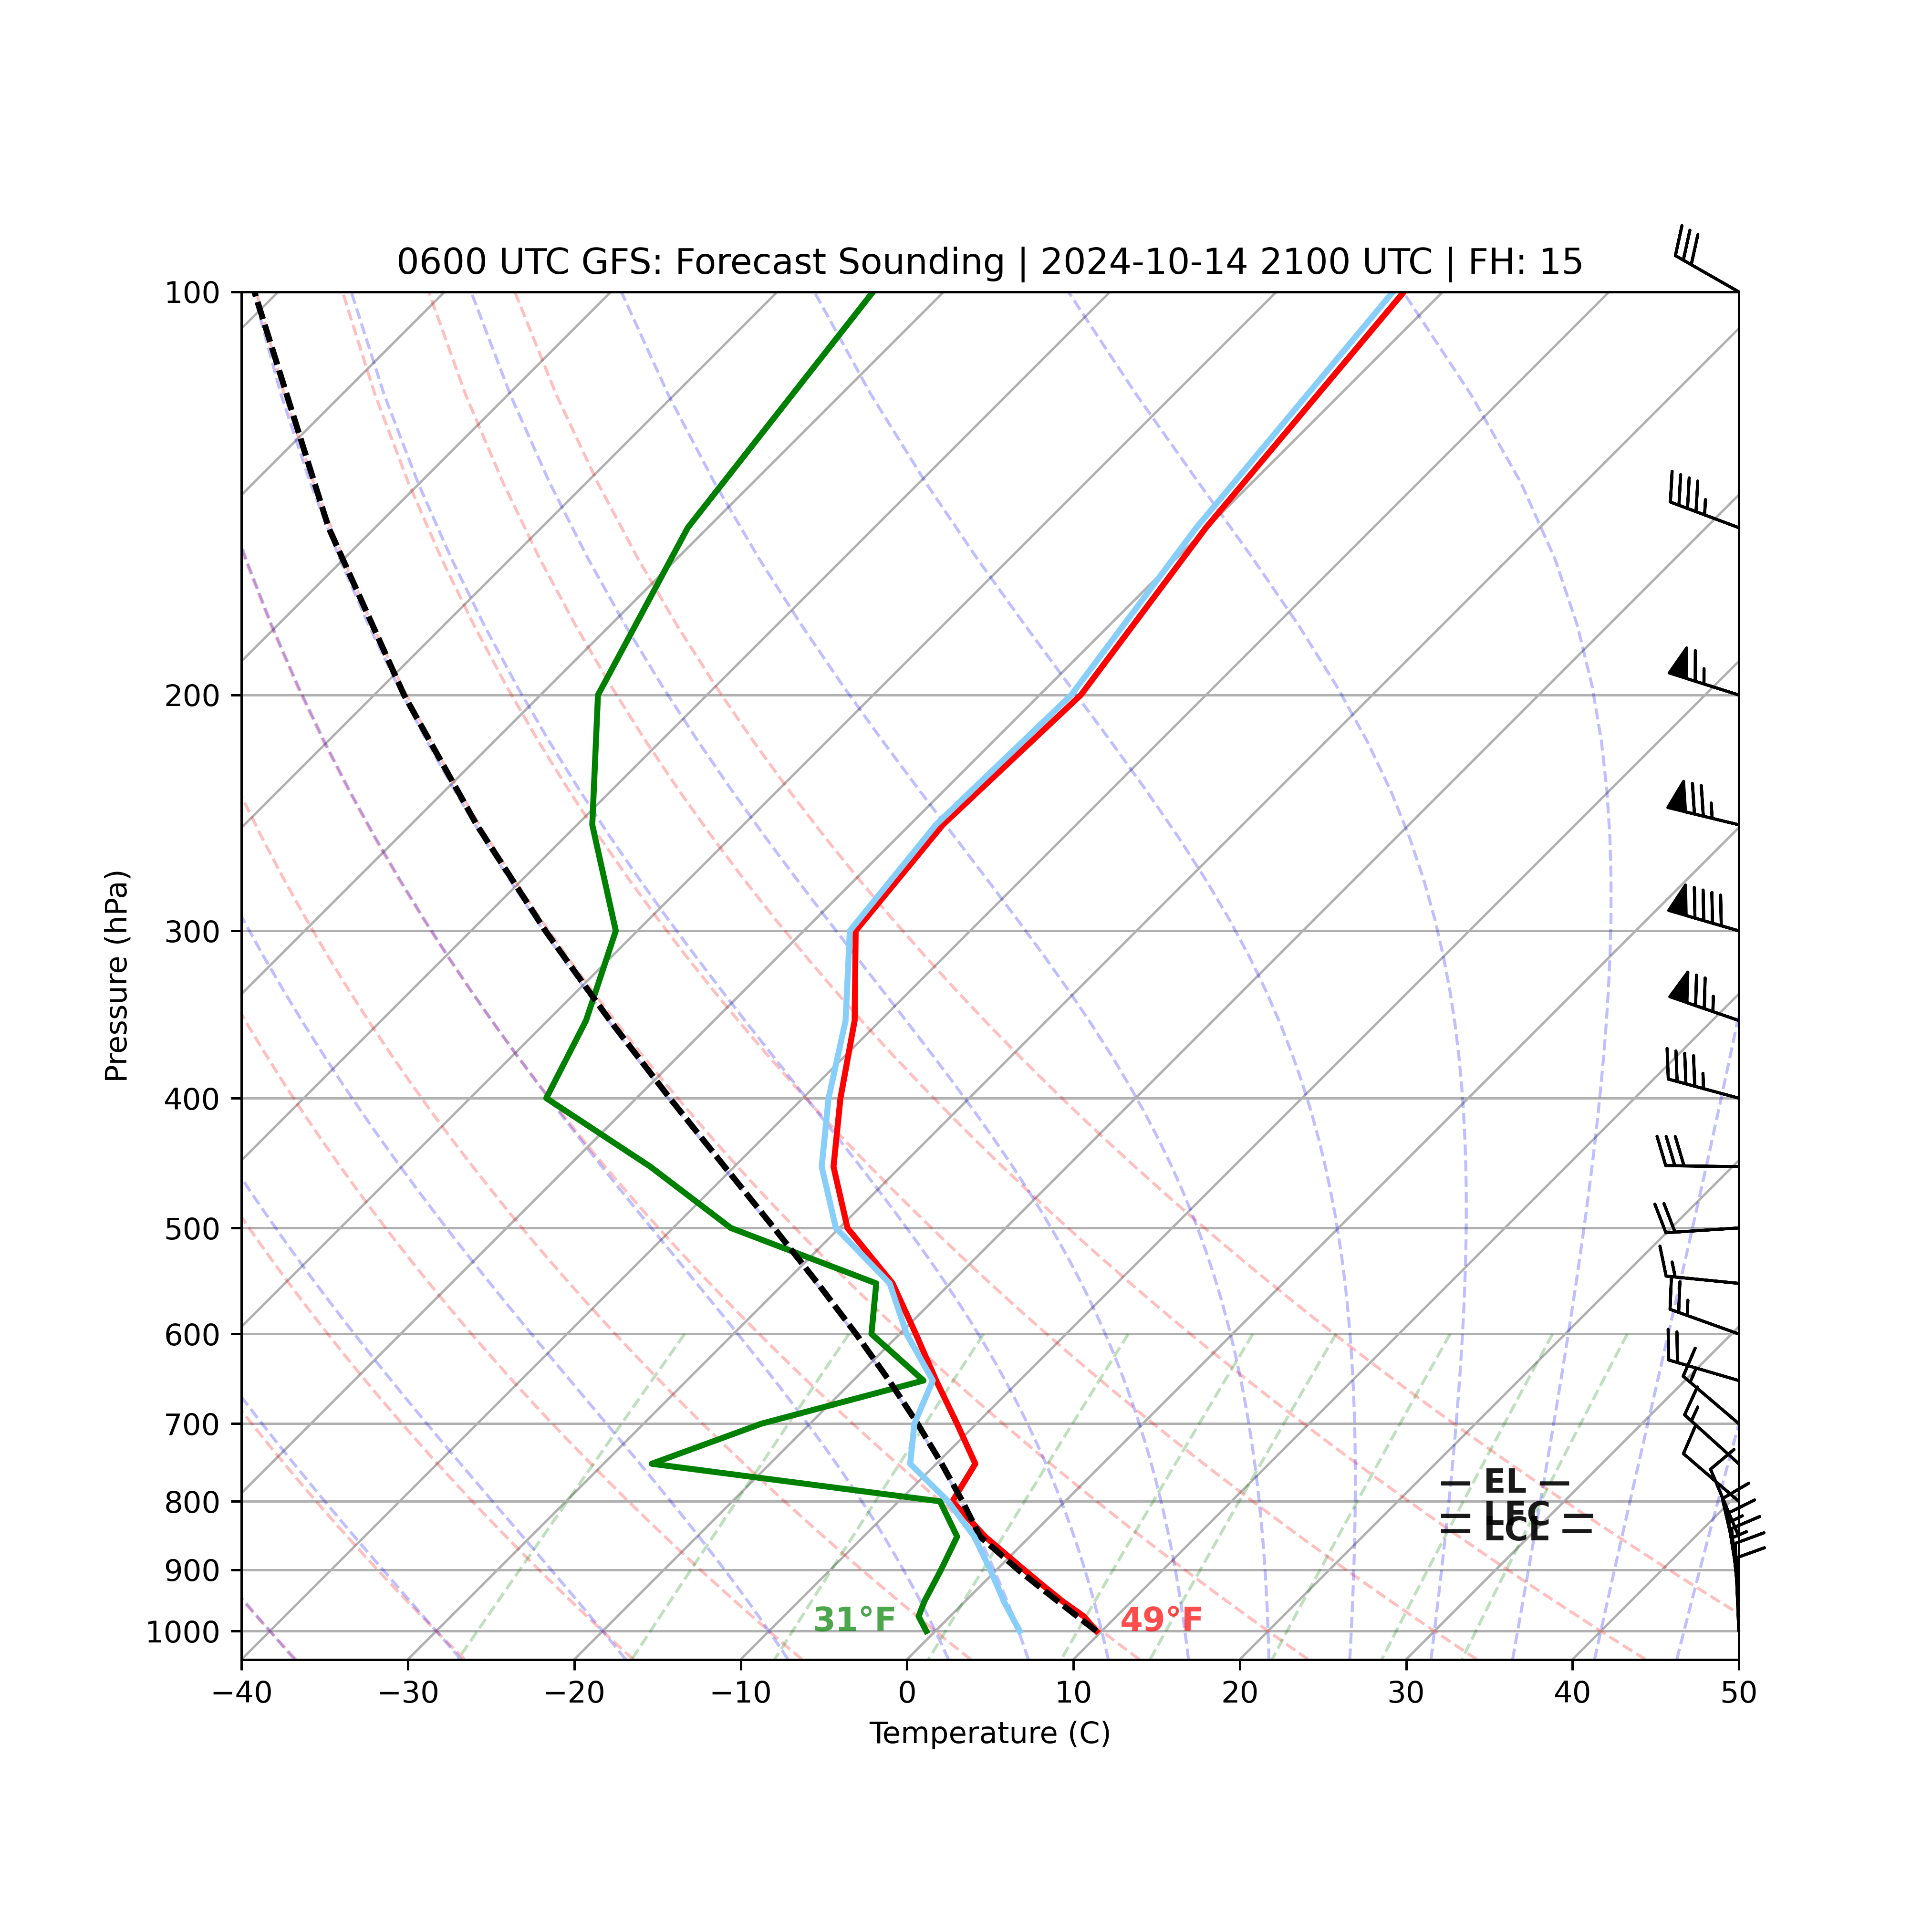 0600 UTC GFS: Forecast Sounding | 2024-10-14 2100 UTC | FH: 15
100
200
300
400
500
600
700
800
900
1000
Pressure (hPa)
— EL —
— LFC —
— LCL —
31°F
49°F
−40 −30 −20 −10 0 10 20 30 40 50
Temperature (C)